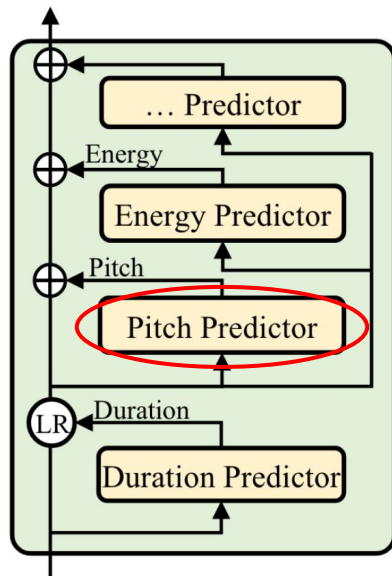 … Predictor
Energy
Energy Predictor
Pitch
Pitch Predictor
Duration
LR
Duration Predictor